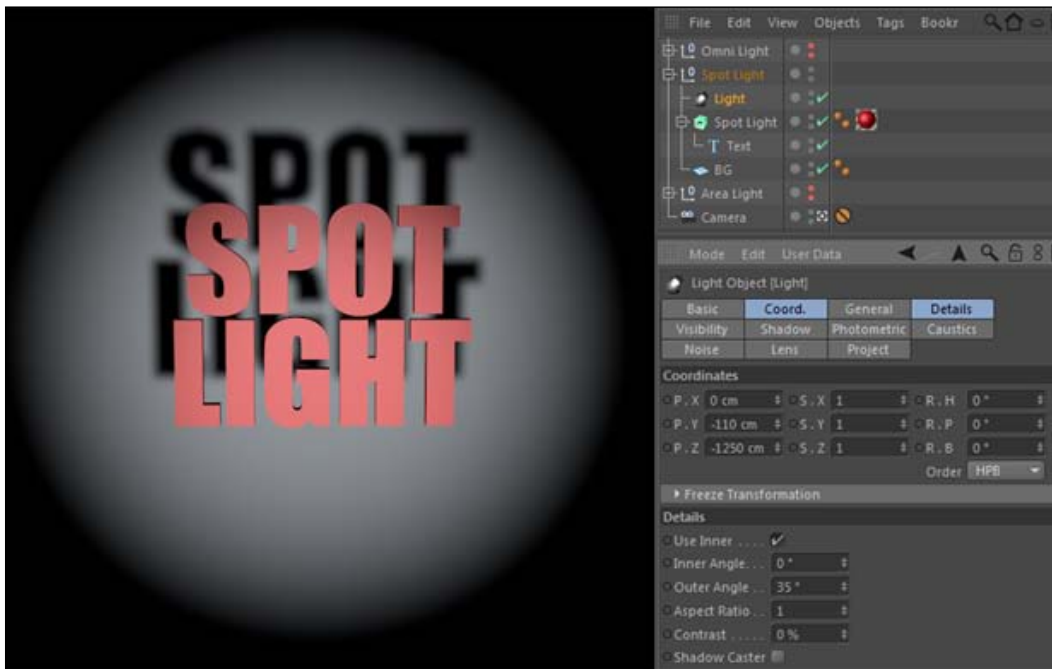 SPOT
LIGHT
SPOT
LIGHT
File Edit View Objects Tags Bookr
Omni Light
Spot Light
Light
Spot Light
T Text
BG
Area Light
Camera
Mode Edit User Data
Light Object [Light]
Basic Coord. General Details
Visibility Shadow Photometric Caustics
Noise Lens Project
Coordinates
P . X 0 cm S . X 1 R . H 0 °
P . Y -110 cm S . Y 1 R . P 0 °
P . Z -1250 cm S . Z 1 R . B 0 °
Order HPB
Freeze Transformation
Details
Use Inner . . . .
Inner Angle. . . 0 °
Outer Angle . . 35 °
Aspect Ratio . . 1
Contrast . . . . . 0 %
Shadow Caster